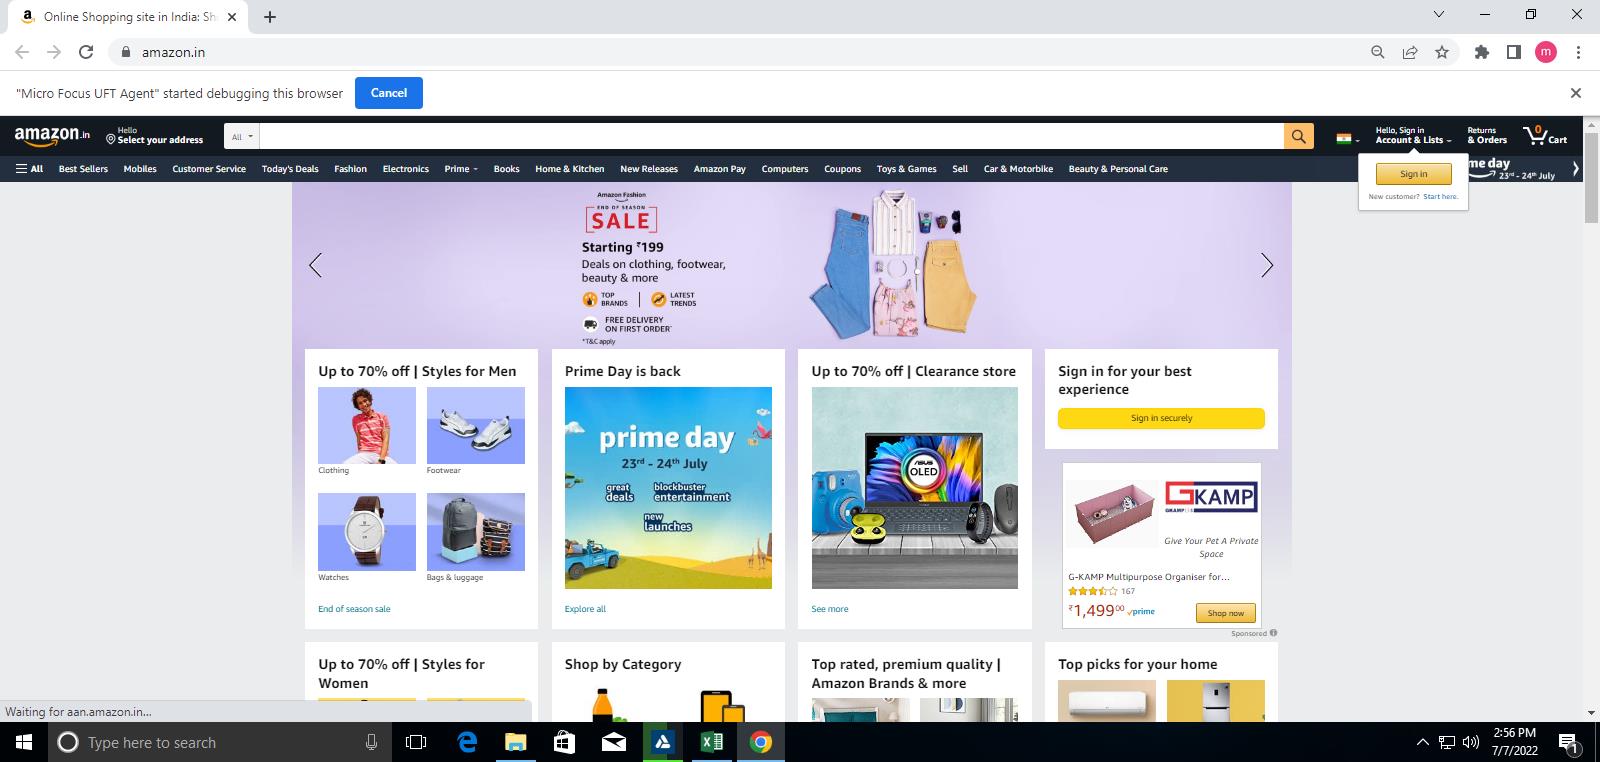 Online Shopping site in India: Sh
amazon.in
m
"Micro Focus UFT Agent" started debugging this browser
Cancel
amazon.in
Hello
Select your address
All
Hello, Sign in
Account & Lists
Returns
& Orders
0
Cart
All
Best Sellers
Mobiles
Customer Service
Today's Deals
Fashion
Electronics
Prime
Books
Home & Kitchen
New Releases
Amazon Pay
Computers
Coupons
Toys & Games
Sell
Car & Motorbike
Beauty & Personal Care
me day
23rd - 24th July
Sign in
New customer? Start here.
Amazon Fashion
END OF SEASON
SALE
Starting ₹199
Deals on clothing, footwear,
beauty & more
TOP
BRANDS
LATEST
TRENDS
FREE DELIVERY
ON FIRST ORDER*
*T&C apply
Up to 70% off | Styles for Men
Clothing
Footwear
Watches
Bags & luggage
End of season sale
Prime Day is back
prime day
23rd - 24th July
great
deals
blockbuster
entertainment
new
launches
Explore all
Up to 70% off | Clearance store
ASUS
OLED
See more
Sign in for your best
experience
Sign in securely
GKAMP
Give Your Pet A Private
Space
G-KAMP Multipurpose Organiser for...
167
₹1,499.00
prime
Shop now
Sponsored
Up to 70% off | Styles for
Women
Shop by Category
Top rated, premium quality |
Amazon Brands & more
Top picks for your home
Waiting for aan.amazon.in...
Type here to search
2:56 PM
7/7/2022
1